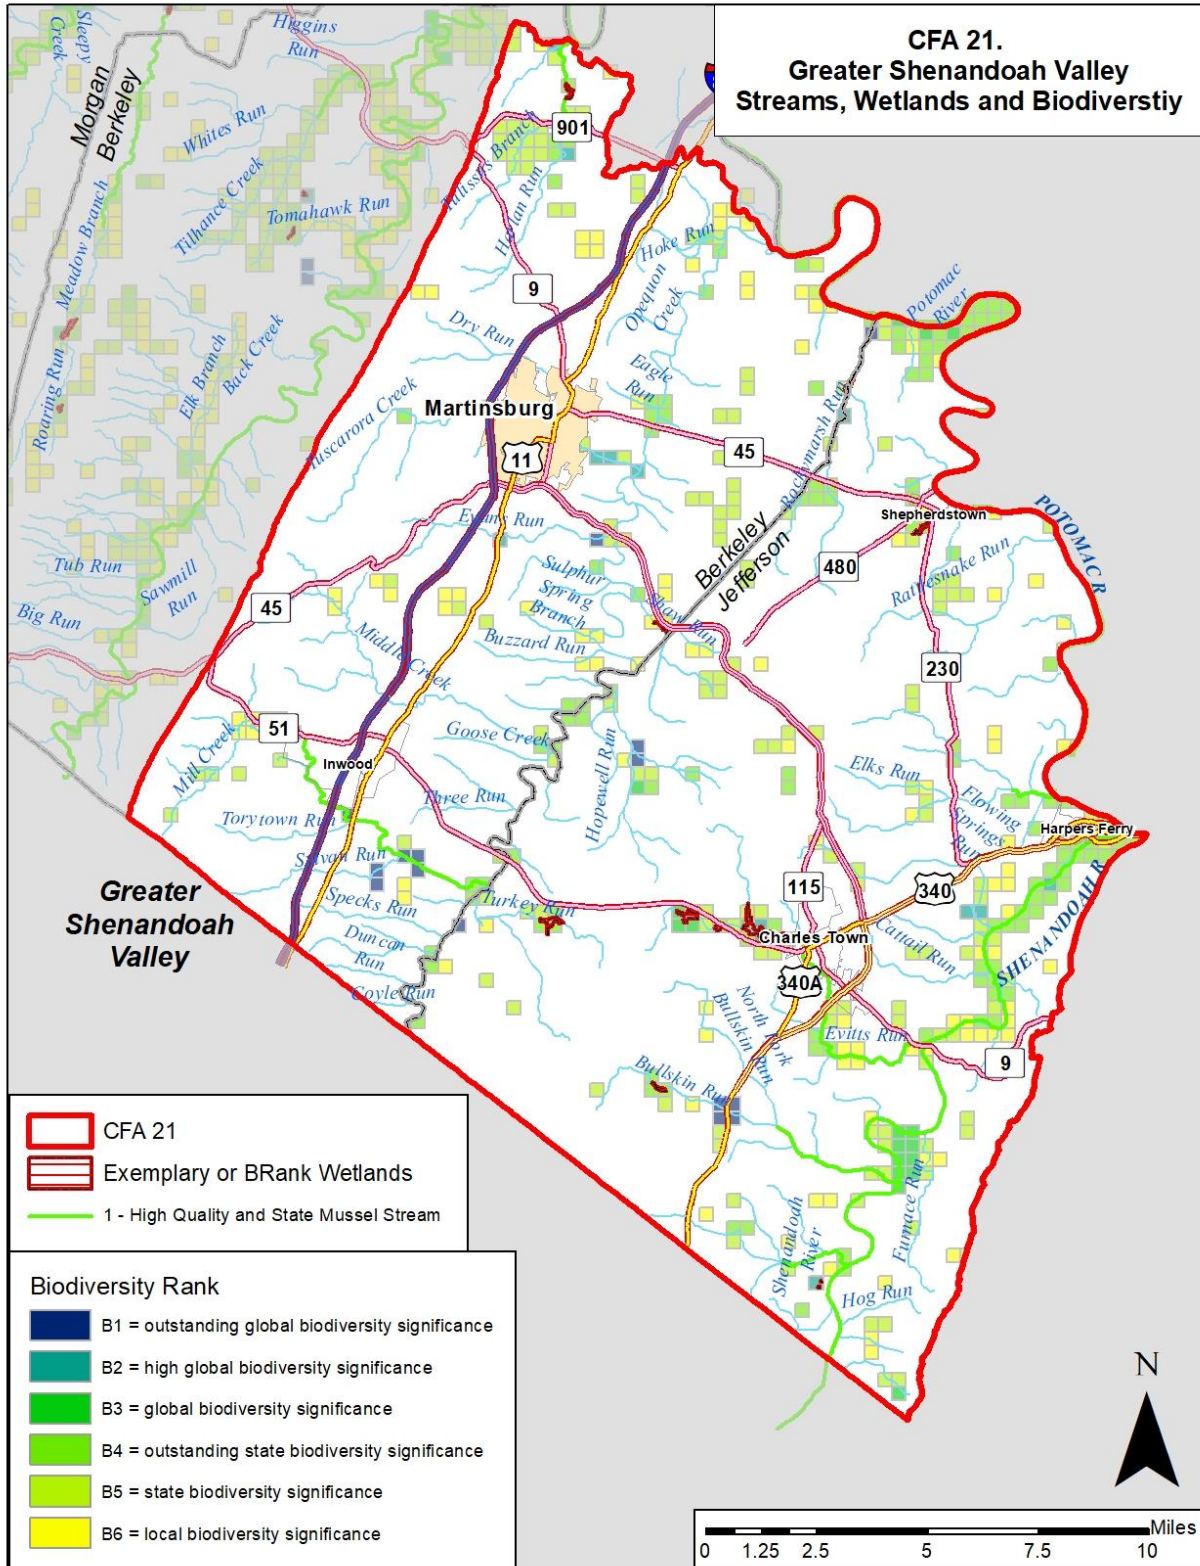 CFA 21.
Greater Shenandoah Valley
Streams, Wetlands and Biodiverstiy
Sleepy
Creek
Higgins
Run
Morgan
Berkeley
Whites Run
Tilhance Creek
Tomahawk Run
Meadow Branch
Roaring Run
Elk Branch
Back Creek
Tub Run
Sawmill
Run
Big Run
901
Tulissus Branch
Harlan Run
9
Hoke Run
Opequon
Creek
Potomac
River
Dry Run
Eagle
Run
Tuscarora Creek
Martinsburg
11
45
Rockymarsh Run
Shepherdstown
POTOMAC R
Evans Run
Berkeley
Jefferson
480
Rattlesnake Run
Sulphur
Spring
Branch
Shaw Run
45
Buzzard Run
Middle Creek
230
51
Mill Creek
Inwood
Goose Creek
Hopewell Run
Elks Run
Flowing
Springs
Run
Harpers Ferry
Three Run
Torytown Run
Sylvan Run
115
340
Specks Run
Turkey Run
Greater
Shenandoah
Valley
Duncan
Run
Charles Town
Cattail Run
SHENANDOAH R
Coyle Run
340A
North Fork
Bullskin Run
Evitts Run
9
Bullskin Run
Furnace Run
Shenandoah
River
Hog Run
CFA 21
Exemplary or BRank Wetlands
1 - High Quality and State Mussel Stream
Biodiversity Rank
B1 = outstanding global biodiversity significance
B2 = high global biodiversity significance
B3 = global biodiversity significance
B4 = outstanding state biodiversity significance
B5 = state biodiversity significance
B6 = local biodiversity significance
N
Miles
0 1.25 2.5 5 7.5 10